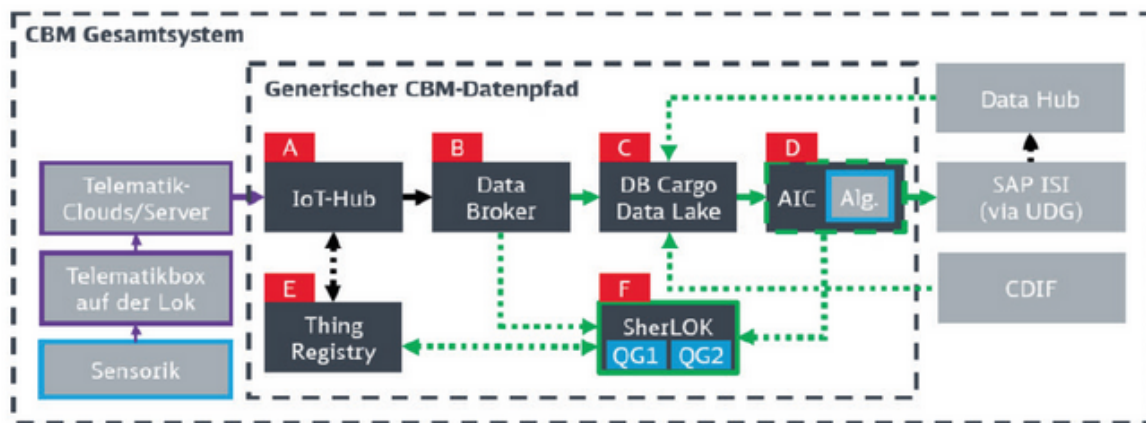 CBM Gesamtsystem
Generischer CBM-Datenpfad
Data Hub
A
B
C
D
Telematik-
Clouds/Server
IoT-Hub
Data
Broker
DB Cargo
Data Lake
AIC
Alg.
SAP ISI
(via UDG)
Telematikbox
auf der Lok
E
F
Thing
Registry
SherLOK
QG1
QG2
CDIF
Sensorik